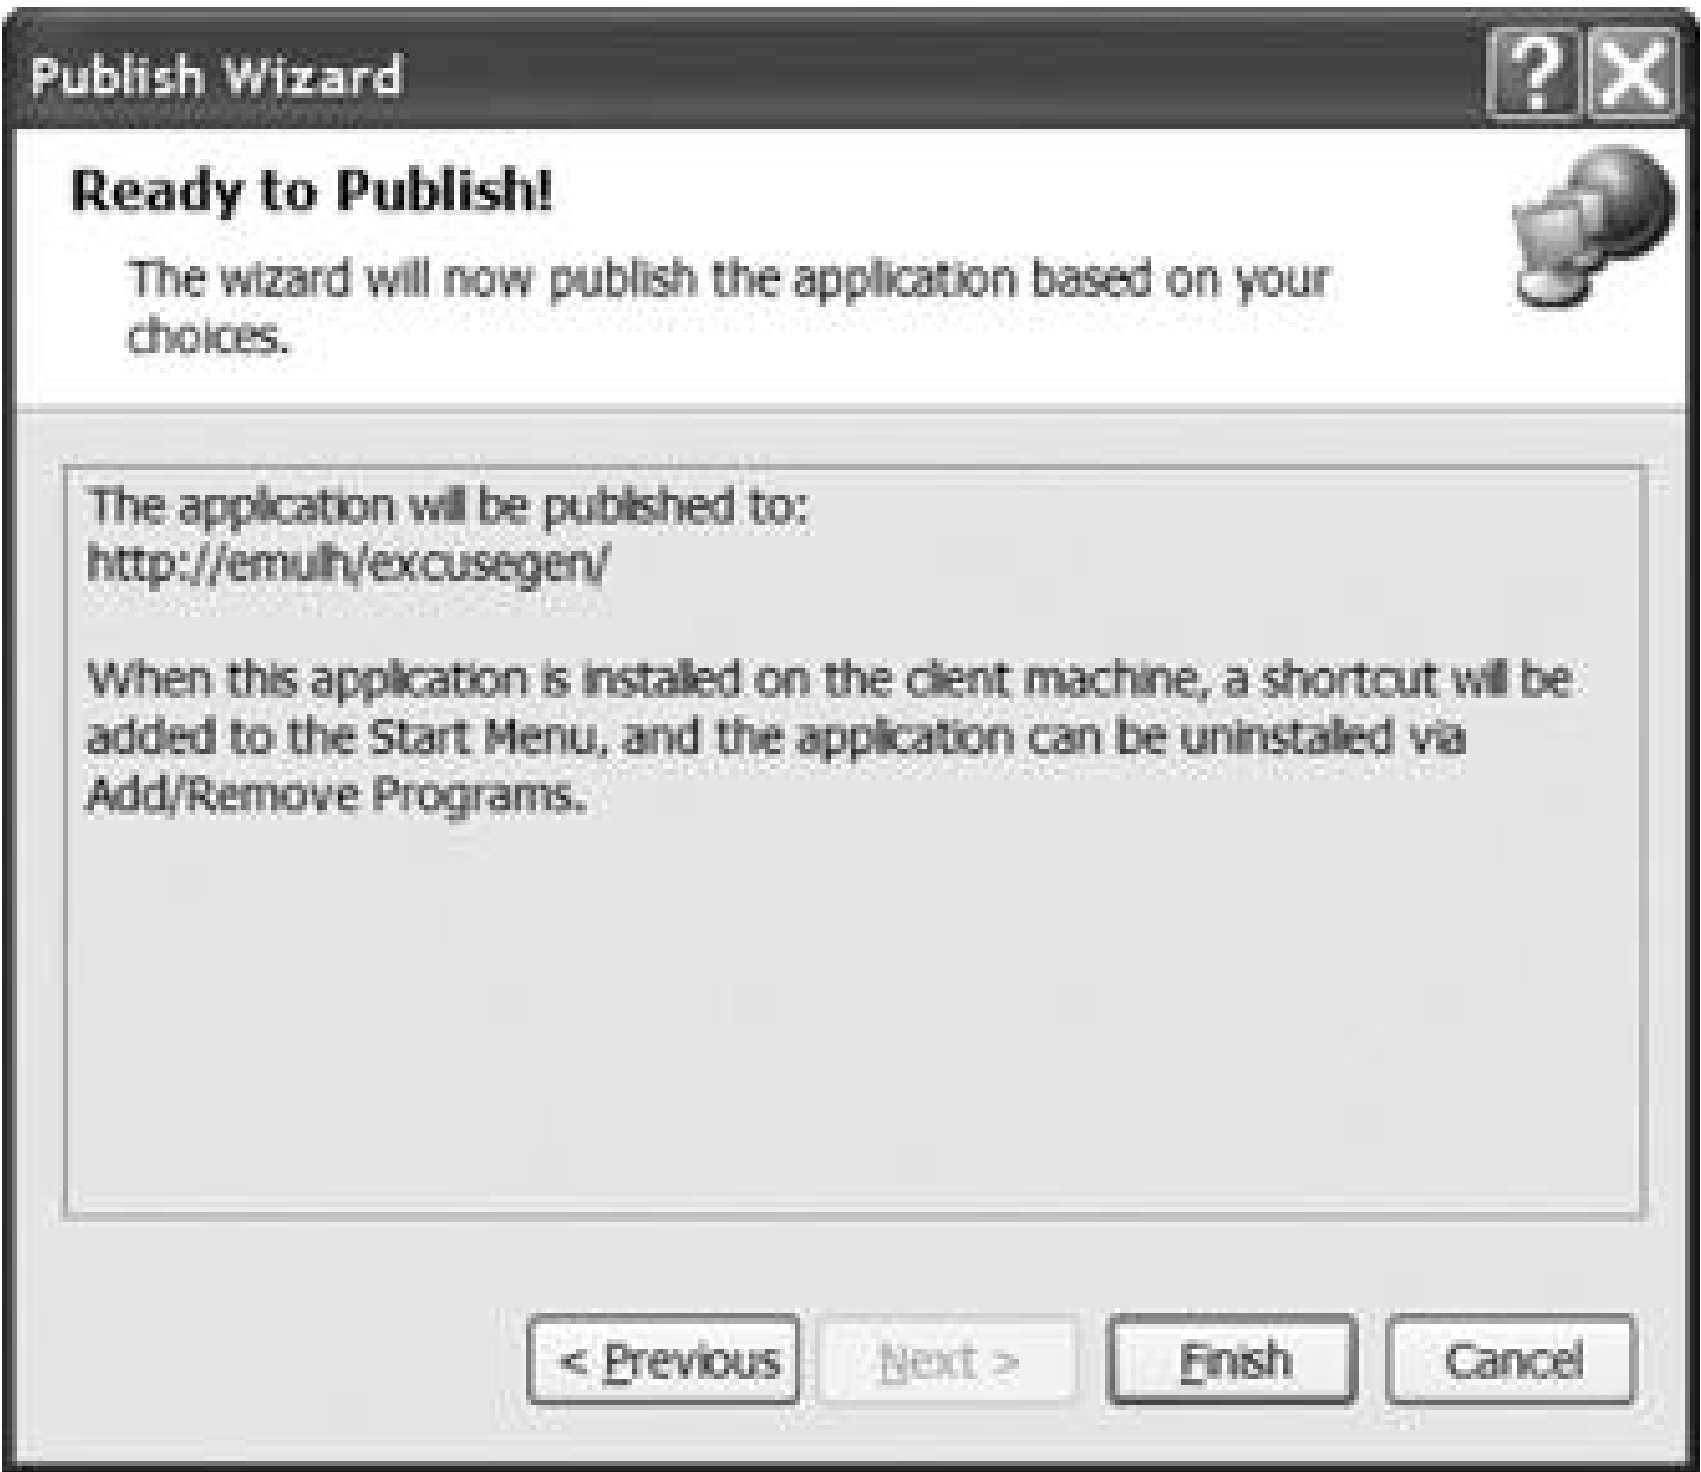 Publish Wizard
Ready to Publish!
The wizard will now publish the application based on your
choices.
The application will be published to:
http://emulh/excusegen/
When this application is installed on the client machine, a shortcut will be
added to the Start Menu, and the application can be uninstalled via
Add/Remove Programs.
< Previous Next > Finish Cancel